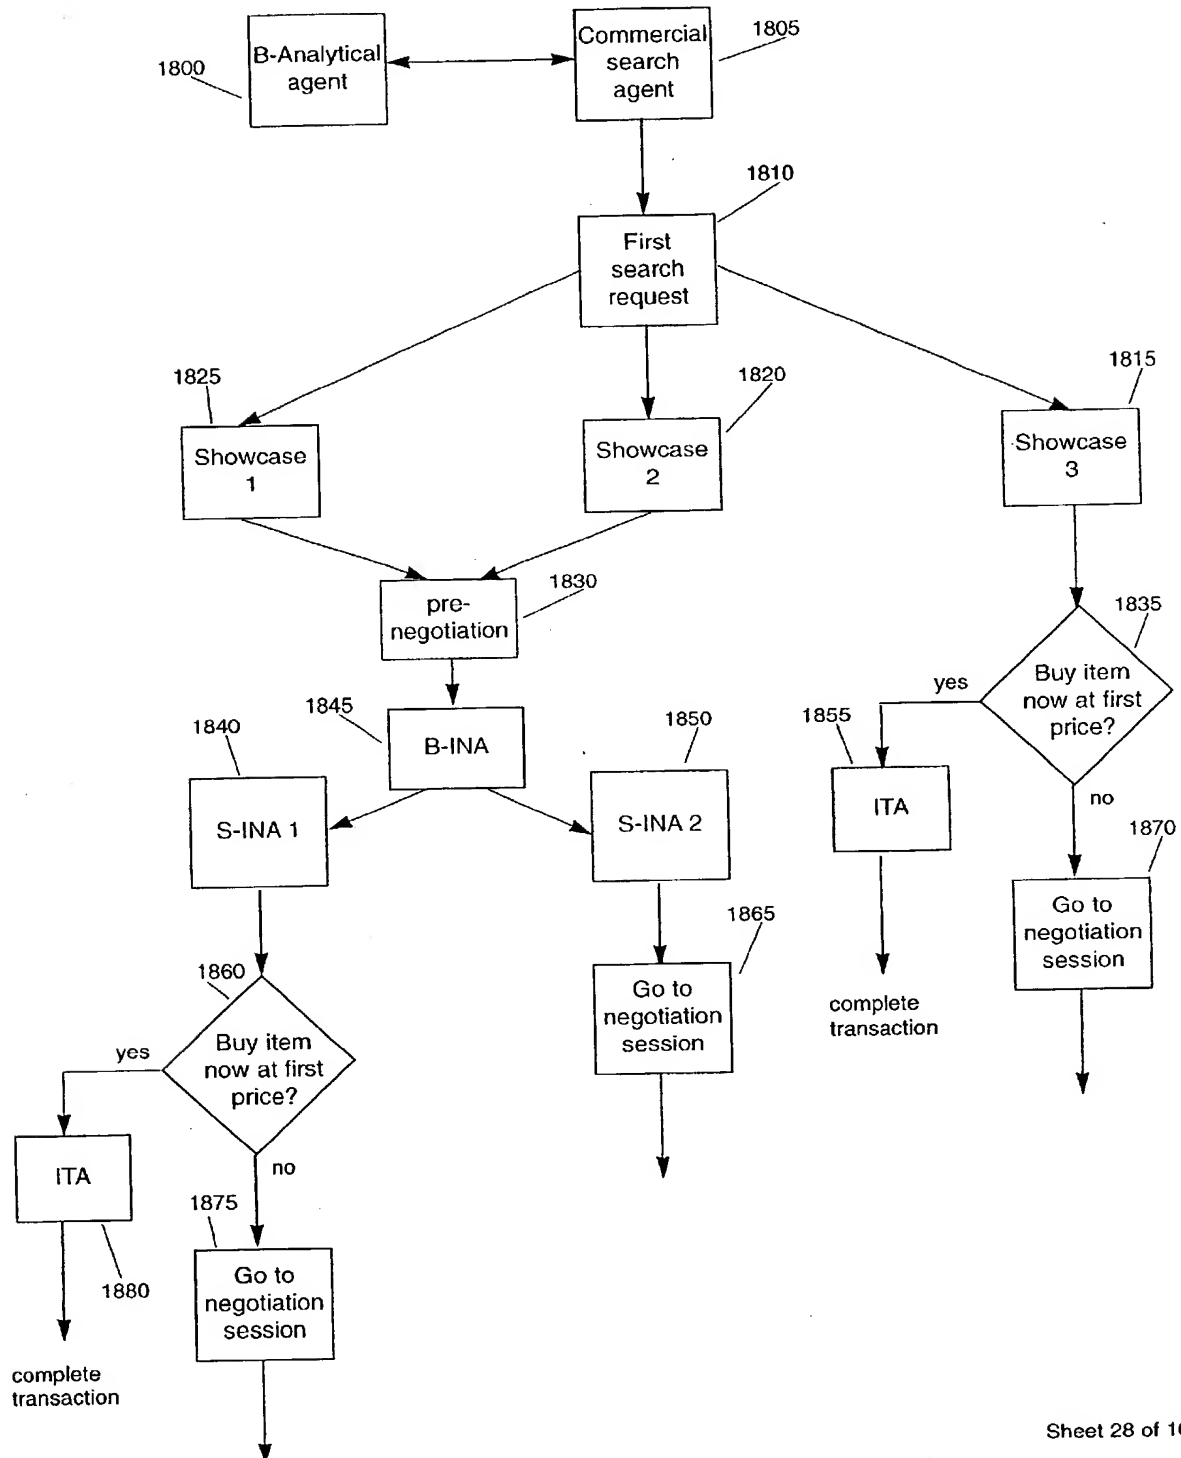 1800
B-Analytical
agent
Commercial
search
agent
1805
1810
First
search
request
1825
Showcase
1
1820
Showcase
2
1815
Showcase
3
1830
pre-
negotiation
1835
Buy item
now at first
price?
yes
no
1840
S-INA 1
1845
B-INA
1850
S-INA 2
1855
ITA
complete
transaction
1870
Go to
negotiation
session
1860
Buy item
now at first
price?
yes
no
1865
Go to
negotiation
session
ITA
1880
complete
transaction
1875
Go to
negotiation
session
Sheet 28 of